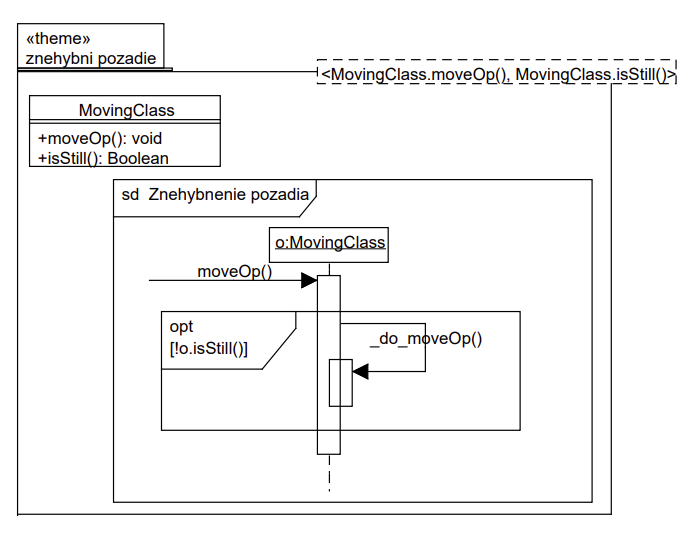 «theme»
znehybni pozadie
<MovingClass.moveOp(), MovingClass.isStill()>
MovingClass
+moveOp(): void
+isStill(): Boolean
sd Znehybnenie pozadia
o:MovingClass
moveOp()
opt
[!o.isStill()]
_do_moveOp()